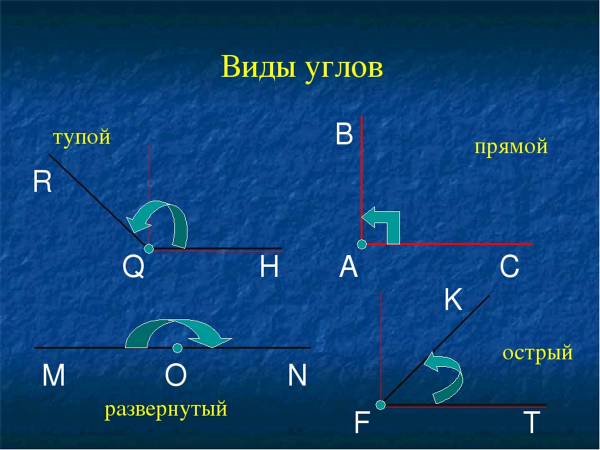 Виды углов
тупой
B
прямой
R
Q
H
A
C
K
острый
M
O
N
развернутый
F
T